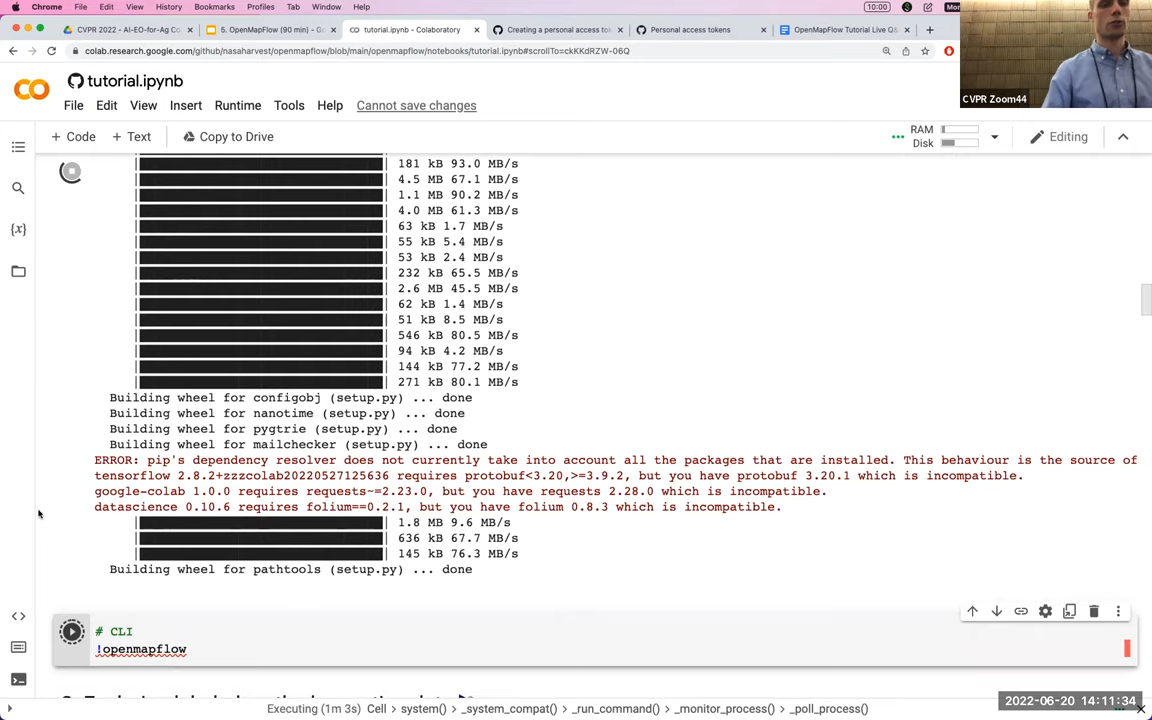 Chrome File Edit View History Bookmarks Profiles Tab Window Help 10:00
CVPR 2022 - AI-EO-for-Ag Co 5. OpenMapFlow (90 min) - G tutorial.ipynb - Colaboratory Creating a personal access tok Personal access tokens OpenMapFlow Tutorial Live Q&
colab.research.google.com/github/nasaharvest/openmapflow/blob/main/openmapflow/notebooks/tutorial.ipynb#scrollTo=ckKKdRZW-06Q
CVPR Zoom44
CO tutorial.ipynb
File Edit View Insert Runtime Tools Help Cannot save changes
+ Code + Text Copy to Drive RAM Disk Editing
181 kB 93.0 MB/s
4.5 MB 67.1 MB/s
1.1 MB 90.2 MB/s
4.0 MB 61.3 MB/s
63 kB 1.7 MB/s
55 kB 5.4 MB/s
53 kB 2.4 MB/s
232 kB 65.5 MB/s
2.6 MB 45.5 MB/s
62 kB 1.4 MB/s
51 kB 8.5 MB/s
546 kB 80.5 MB/s
94 kB 4.2 MB/s
144 kB 77.2 MB/s
271 kB 80.1 MB/s
Building wheel for configobj (setup.py) ... done
Building wheel for nanotime (setup.py) ... done
Building wheel for pygtrie (setup.py) ... done
Building wheel for mailchecker (setup.py) ... done
ERROR: pip's dependency resolver does not currently take into account all the packages that are installed. This behaviour is the source of
tensorflow 2.8.2+zzzcolab20220527125636 requires protobuf<3.20,>=3.9.2, but you have protobuf 3.20.1 which is incompatible.
google-colab 1.0.0 requires requests~=2.23.0, but you have requests 2.28.0 which is incompatible.
datascience 0.10.6 requires folium==0.2.1, but you have folium 0.8.3 which is incompatible.
1.8 MB 9.6 MB/s
636 kB 67.7 MB/s
145 kB 76.3 MB/s
Building wheel for pathtools (setup.py) ... done
# CLI
!openmapflow
Executing (1m 3s) Cell > system() > _system_compat() > _run_command() > _monitor_process() > _poll_process()
2022-06-20 14:11:34